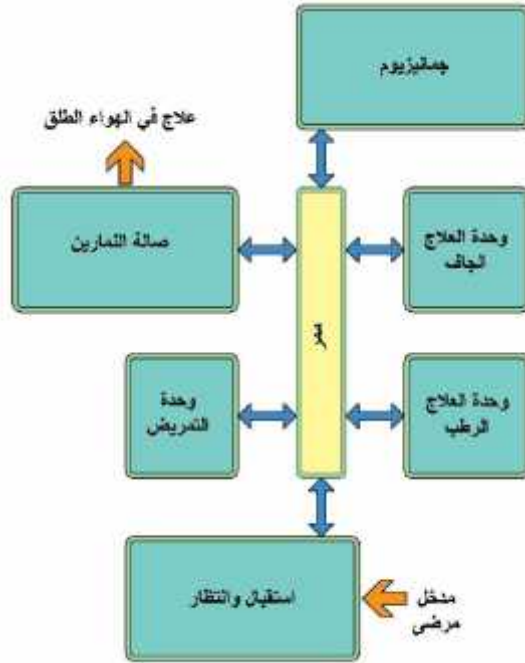 جمانيزيوم
علاج في الهواء الطلق
صالة التمارين
وحدة العلاج
الجاف
ممر
وحدة
التمريض
وحدة العلاج
الرطب
استقبال وانتظار
مدخل
مرضى